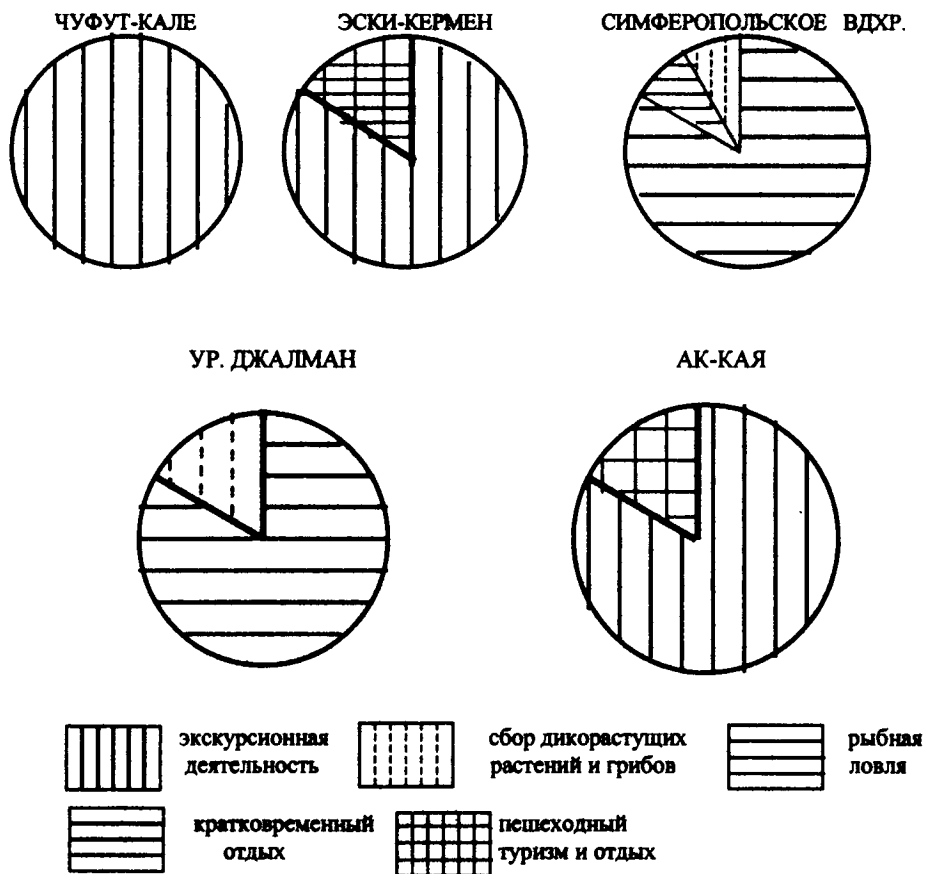 ЧУФУТ-КАЛЕ
ЭСКИ-КЕРМЕН
СИМФЕРОПОЛЬСКОЕ ВДХР.
УР. ДЖАЛМАН
АК-КАЯ
экскурсионная
деятельность
сбор дикорастущих
растений и грибов
рыбная
ловля
кратковременный
отдых
пешеходный
туризм и отдых